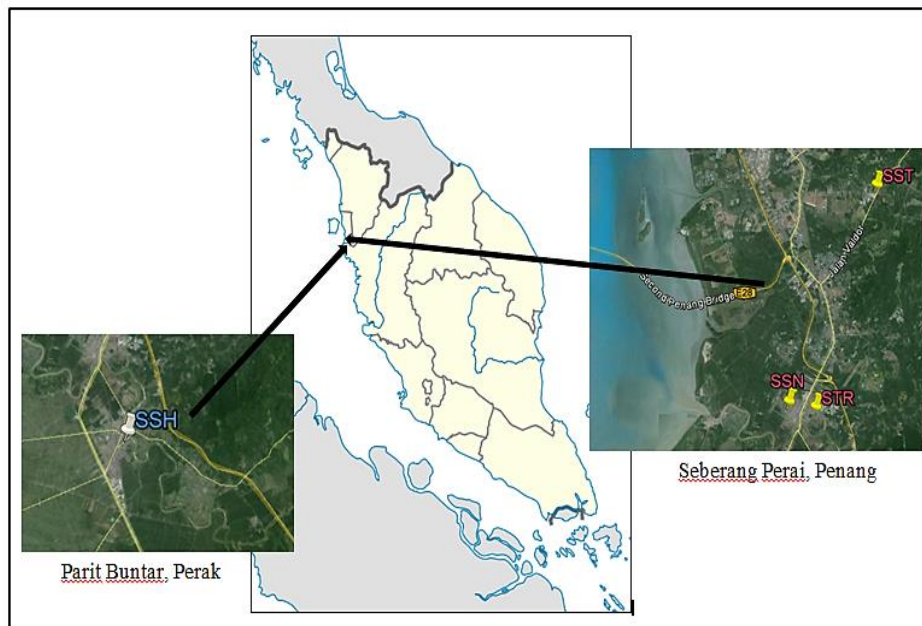 SST
Jalan Valdor
Second Penang Bridge
E28
SSN
STR
Seberang Perai, Penang
SSH
Parit Buntar, Perak